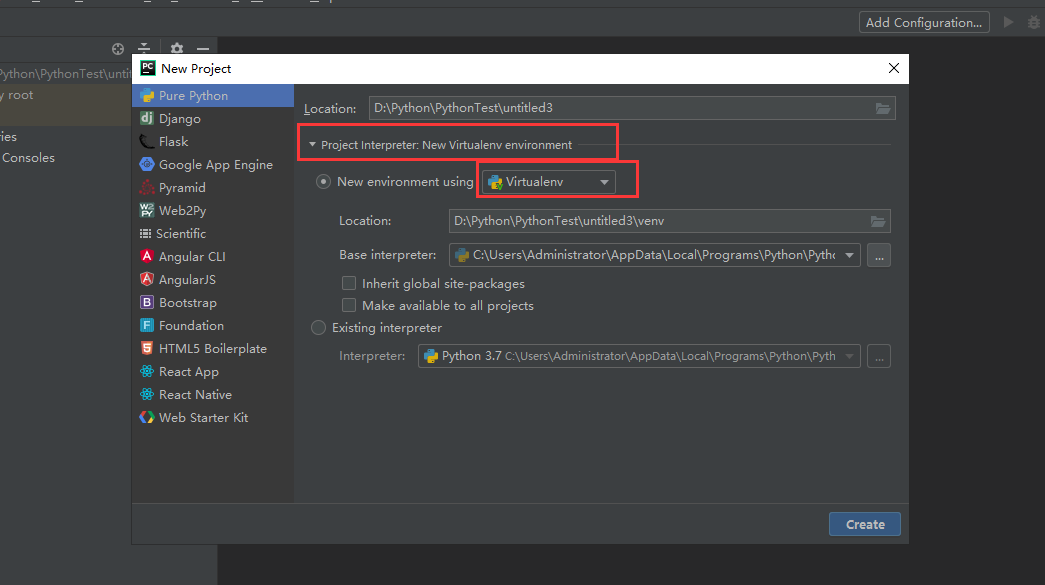 Add Configuration...
Python\PythonTest\untit
y root
ries
Consoles
New Project
Pure Python
Django
Flask
Google App Engine
Pyramid
Web2Py
Scientific
Angular CLI
AngularJS
Bootstrap
Foundation
HTML5 Boilerplate
React App
React Native
Web Starter Kit
Location: D:\Python\PythonTest\untitled3
Project Interpreter: New Virtualenv environment
New environment using Virtualenv
Location: D:\Python\PythonTest\untitled3\venv
Base interpreter: C:\Users\Administrator\AppData\Local\Programs\Python\Pytho ...
Inherit global site-packages
Make available to all projects
Existing interpreter
Interpreter: Python 3.7 C:\Users\Administrator\AppData\Local\Programs\Python\Pyth ...
Create